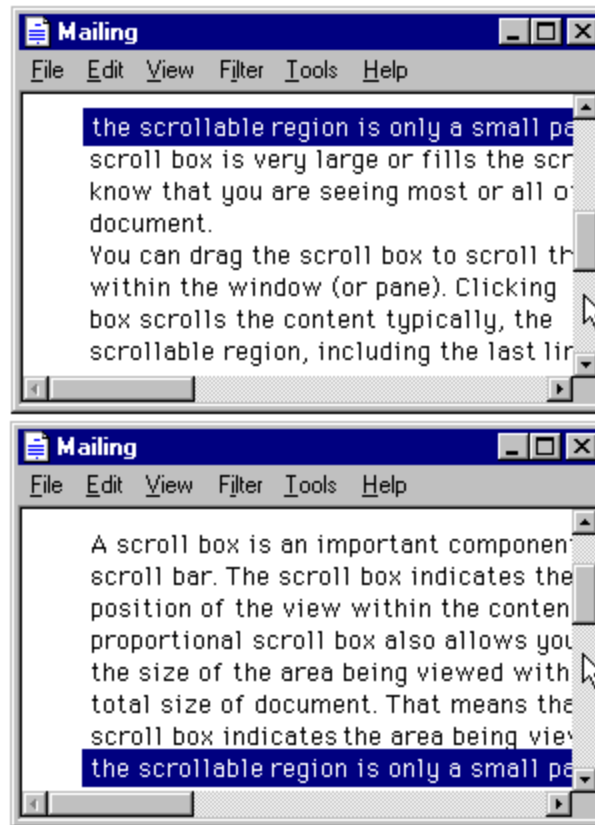 Mailing
File Edit View Filter Tools Help
the scrollable region is only a small pa
scroll box is very large or fills the scr
know that you are seeing most or all of
document.
You can drag the scroll box to scroll th
within the window (or pane). Clicking
box scrolls the content typically, the
scrollable region, including the last lin
Mailing
File Edit View Filter Tools Help
A scroll box is an important component
scroll bar. The scroll box indicates the
position of the view within the conten
proportional scroll box also allows you
the size of the area being viewed with
total size of document. That means tha
scroll box indicates the area being view
the scrollable region is only a small pa